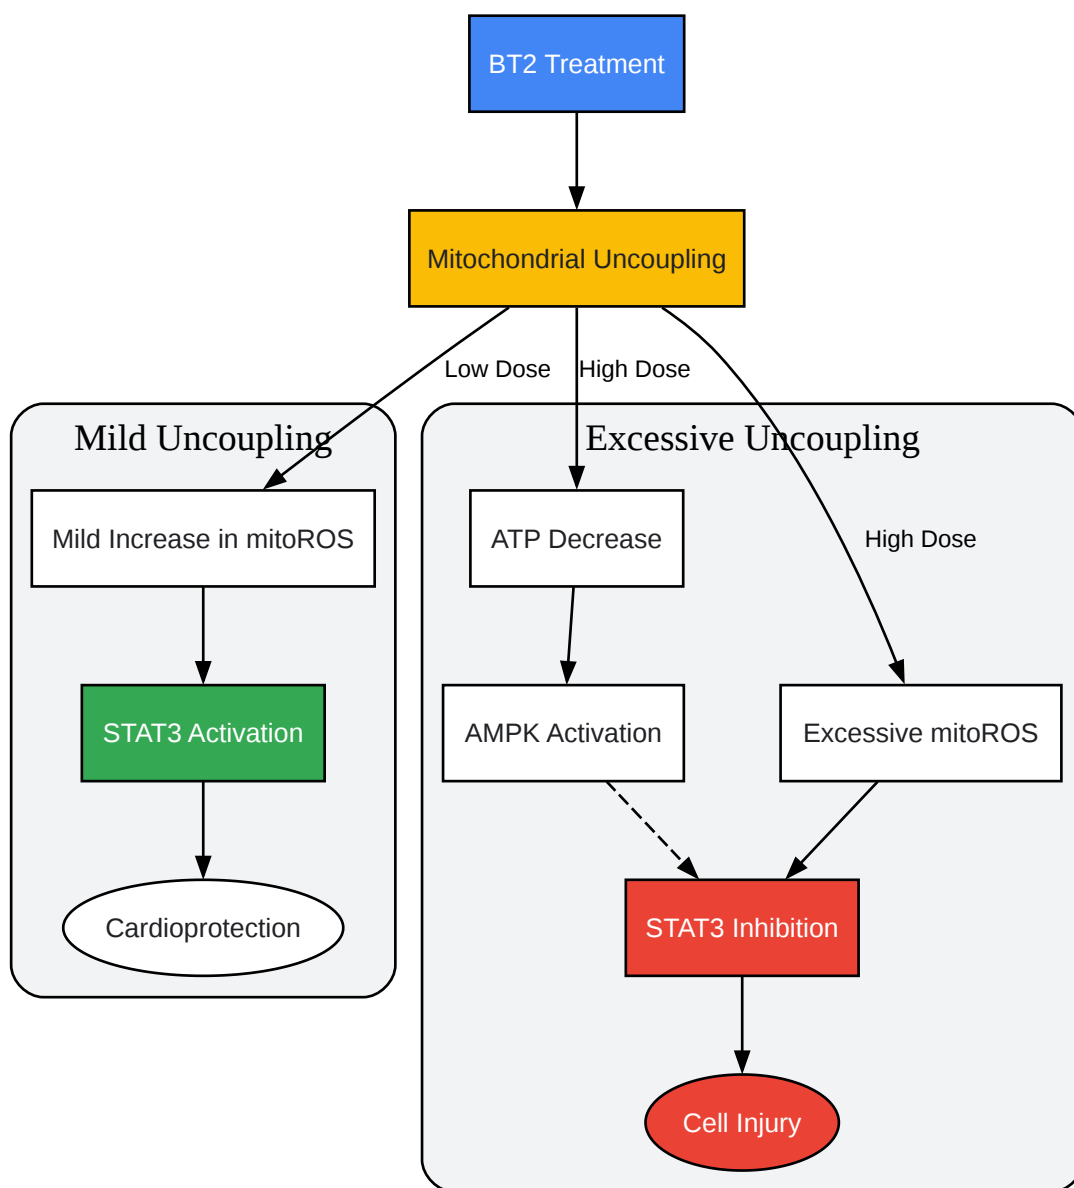 BT2 Treatment
Mitochondrial Uncoupling
Low Dose
High Dose
Mild Uncoupling
Excessive Uncoupling
Mild Increase in mitoROS
ATP Decrease
High Dose
STAT3 Activation
AMPK Activation
Excessive mitoROS
Cardioprotection
STAT3 Inhibition
Cell Injury